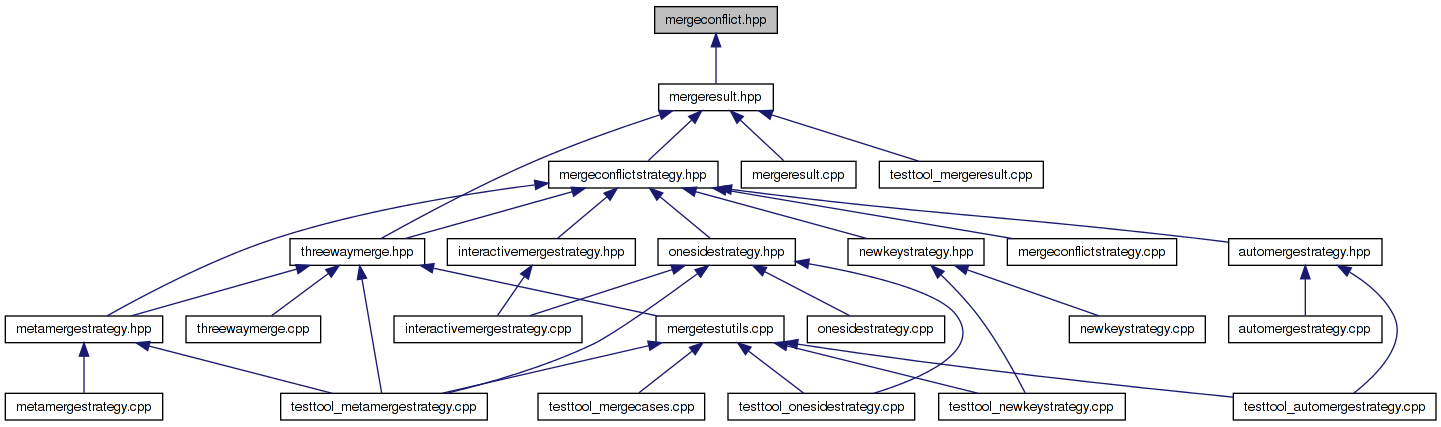 mergeconflict.hpp
mergeresult.hpp
mergeconflictstrategy.hpp
mergeresult.cpp
testtool_mergeresult.cpp
threewaymerge.hpp
interactivemergestrategy.hpp
onesidestrategy.hpp
newkeystrategy.hpp
mergeconflictstrategy.cpp
automergestrategy.hpp
metamergestrategy.hpp
threewaymerge.cpp
interactivemergestrategy.cpp
mergetestutils.cpp
onesidestrategy.cpp
newkeystrategy.cpp
automergestrategy.cpp
metamergestrategy.cpp
testtool_metamergestrategy.cpp
testtool_mergecases.cpp
testtool_onesidestrategy.cpp
testtool_newkeystrategy.cpp
testtool_automergestrategy.cpp